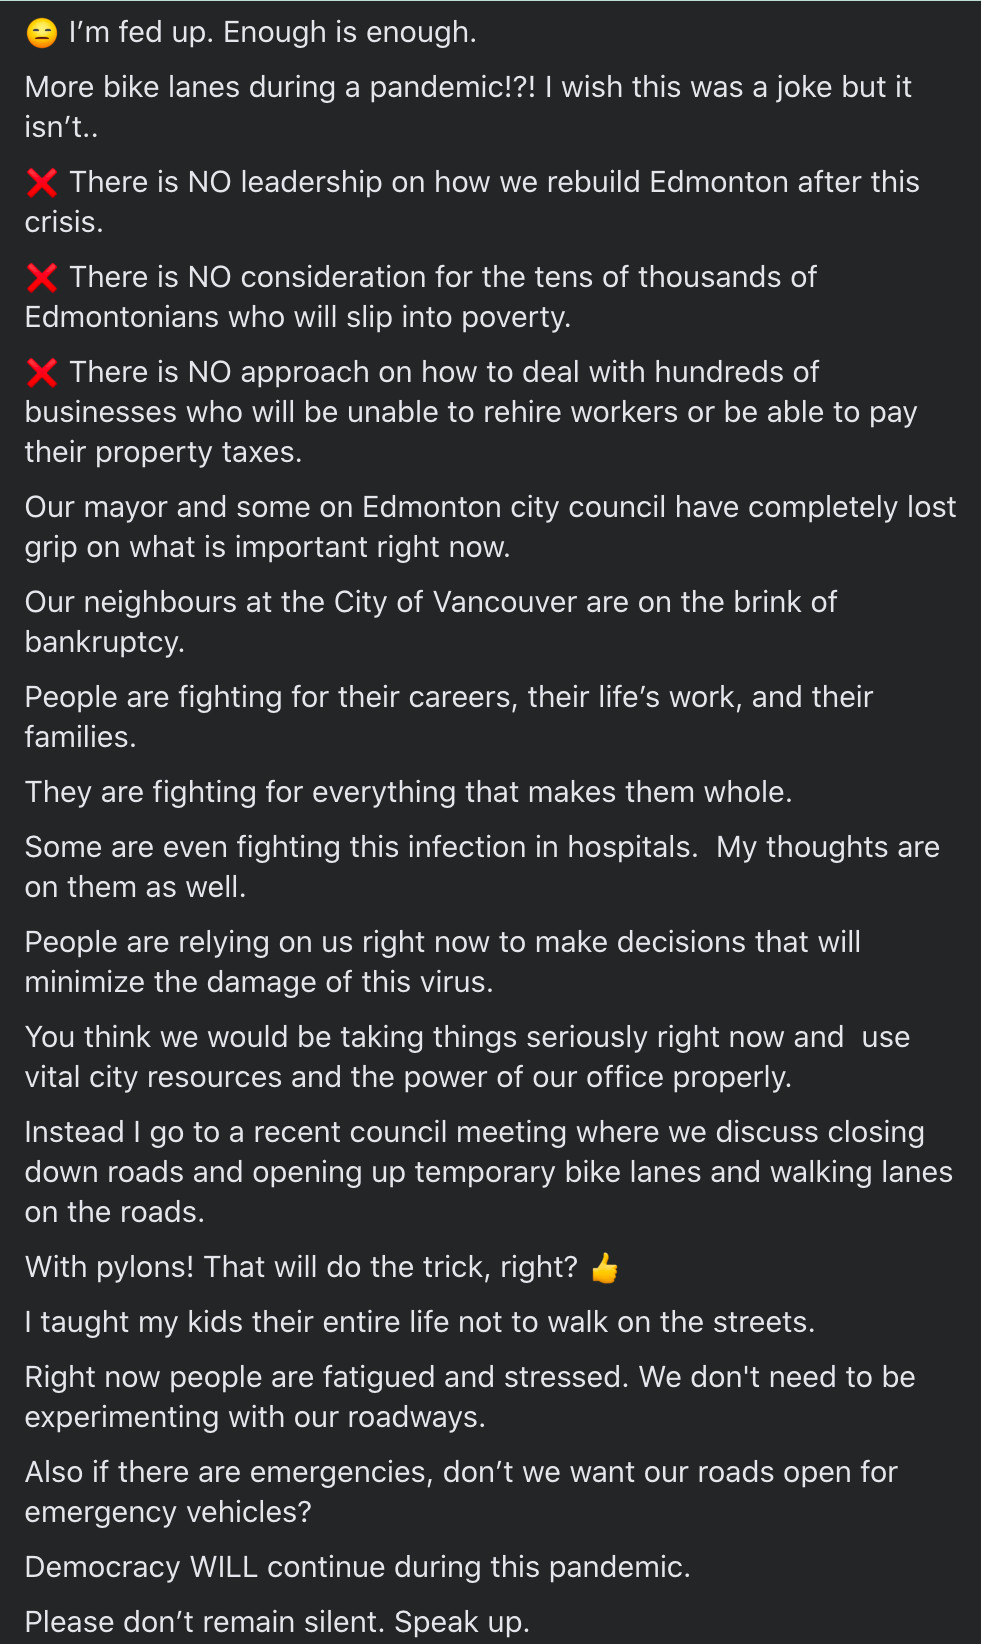 😑 I’m fed up. Enough is enough.
More bike lanes during a pandemic!?! I wish this was a joke but it
isn’t..
❌ There is NO leadership on how we rebuild Edmonton after this
crisis.
❌ There is NO consideration for the tens of thousands of
Edmontonians who will slip into poverty.
❌ There is NO approach on how to deal with hundreds of
businesses who will be unable to rehire workers or be able to pay
their property taxes.
Our mayor and some on Edmonton city council have completely lost
grip on what is important right now.
Our neighbours at the City of Vancouver are on the brink of
bankruptcy.
People are fighting for their careers, their life’s work, and their
families.
They are fighting for everything that makes them whole.
Some are even fighting this infection in hospitals.  My thoughts are
on them as well.
People are relying on us right now to make decisions that will
minimize the damage of this virus.
You think we would be taking things seriously right now and  use
vital city resources and the power of our office properly.
Instead I go to a recent council meeting where we discuss closing
down roads and opening up temporary bike lanes and walking lanes
on the roads.
With pylons! That will do the trick, right? 👍
I taught my kids their entire life not to walk on the streets.
Right now people are fatigued and stressed. We don't need to be
experimenting with our roadways.
Also if there are emergencies, don’t we want our roads open for
emergency vehicles?
Democracy WILL continue during this pandemic.
Please don’t remain silent. Speak up.